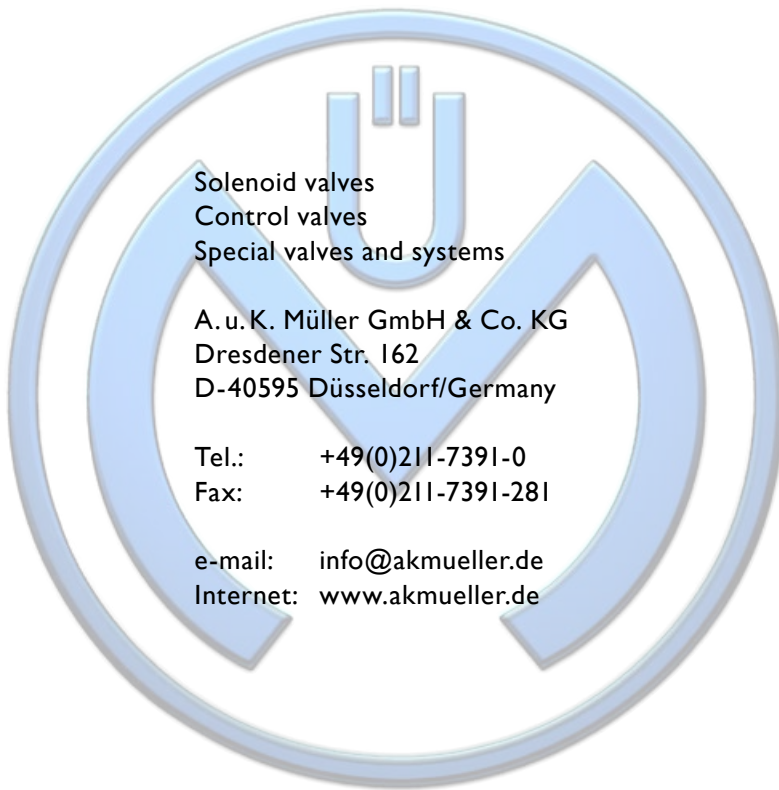 Ü
Solenoid valves
Control valves
Special valves and systems
A. u. K. Müller GmbH & Co. KG
Dresdener Str. 162
D-40595 Düsseldorf/Germany
Tel.: +49(0)211-7391-0
Fax: +49(0)211-7391-281
e-mail: info@akmueller.de
Internet: www.akmueller.de